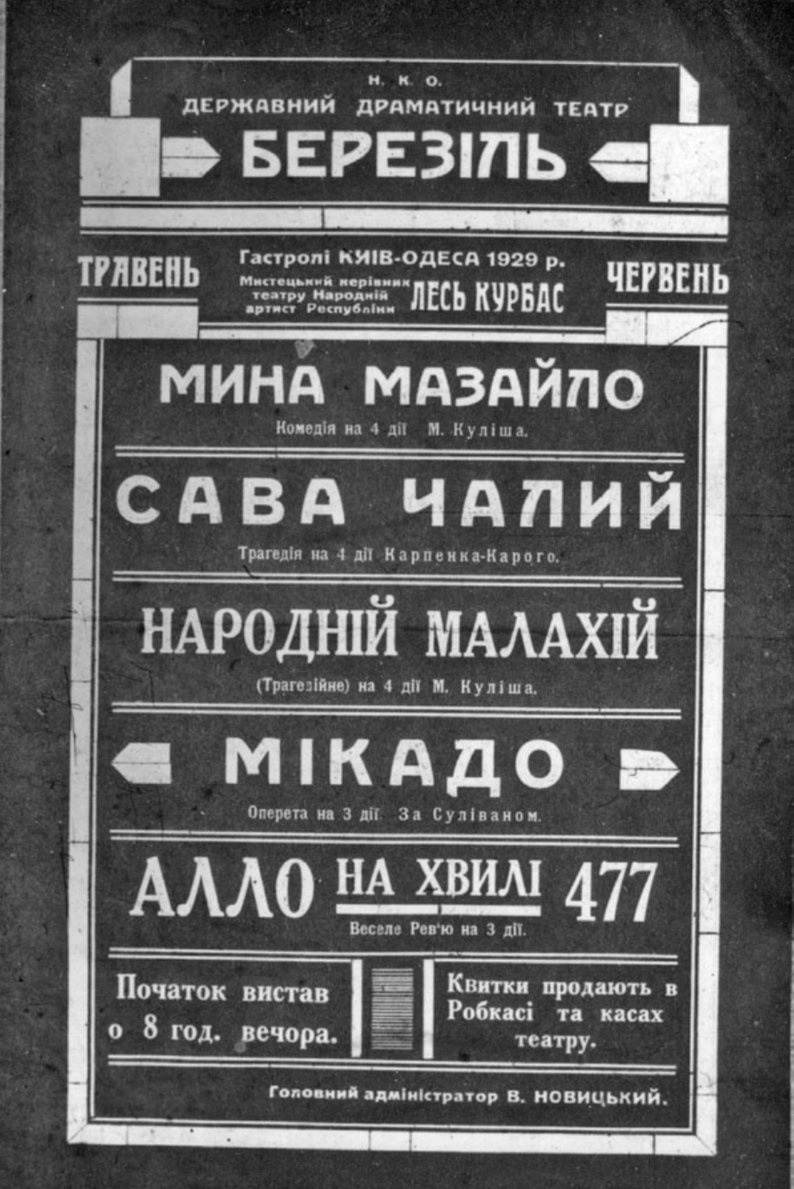 Н. К. О.
ДЕРЖАВНИЙ ДРАМАТИЧНИЙ ТЕАТР
БЕРЕЗІЛЬ
ТРАВЕНЬ
Гастролі КИЇВ-ОДЕСА 1929 р.
ЧЕРВЕНЬ
Мистецький керівник
театру Народній
артист Республіки
ЛЕСЬ КУРБАС
МИНА МАЗАЙЛО
Комедія на 4 дії М. Куліша.
САВА ЧАЛИЙ
Трагедія на 4 дії Карпенка-Карого.
НАРОДНІЙ МАЛАХІЙ
(Трагедійне) на 4 дії М. Куліша.
МІКАДО
Оперета на 3 дії. За Суліваном.
АЛЛО НА ХВИЛІ 477
Веселе Рев'ю на 3 дії.
Початок вистав
о 8 год. вечора.
Квитки продають в
Робкасі та касах
театру.
Головний адміністратор В. НОВИЦЬКИЙ.